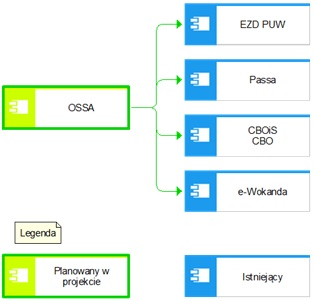 EZD PUW
Passa
OSSA
CBOiS
CBO
e-Wokanda
Legenda
Planowany w
projekcie
Istniejący